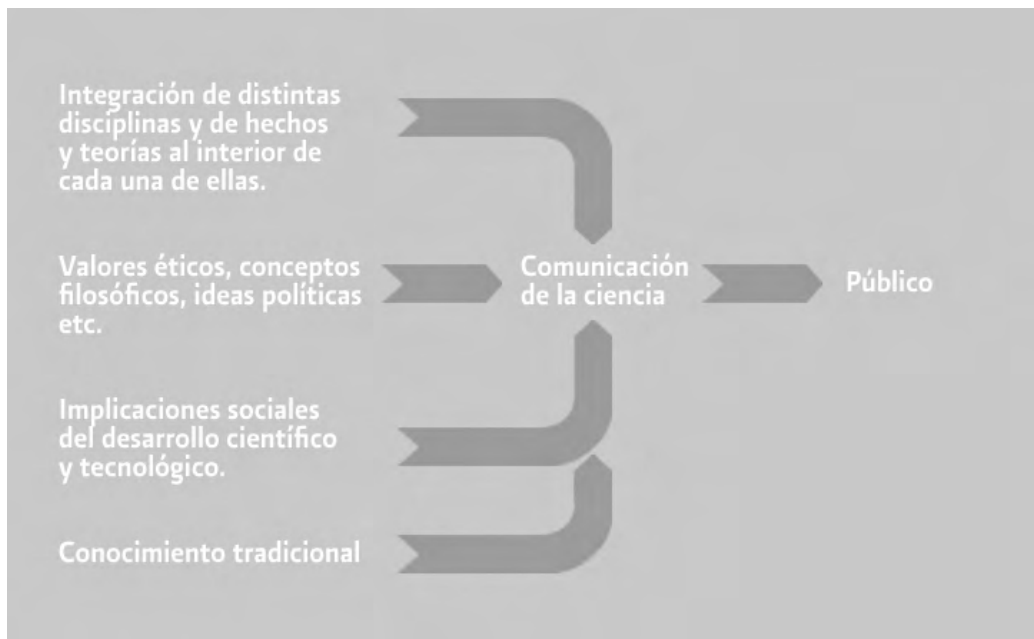 Integración de distintas
disciplinas y de hechos
y teorías al interior de
cada una de ellas.
Valores éticos, conceptos
filosóficos, ideas políticas
etc.
Comunicación
de la ciencia
Público
Implicaciones sociales
del desarrollo científico
y tecnológico.
Conocimiento tradicional